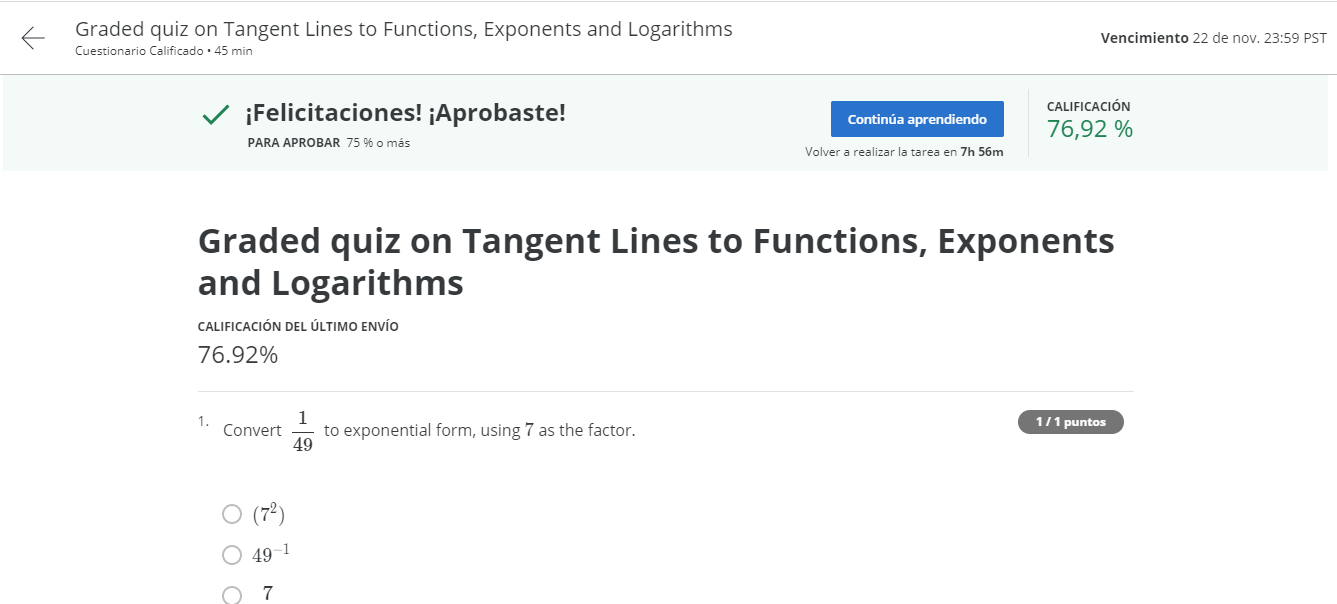 Graded quiz on Tangent Lines to Functions, Exponents and Logarithms
Cuestionario Calificado • 45 min
Vencimiento 22 de nov. 23:59 PST
¡Felicitaciones! ¡Aprobaste!
PARA APROBAR 75 % o más
Continúa aprendiendo
Volver a realizar la tarea en 7h 56m
CALIFICACIÓN
76,92 %
Graded quiz on Tangent Lines to Functions, Exponents
and Logarithms
CALIFICACIÓN DEL ÚLTIMO ENVÍO
76.92%
1. Convert 1/49 to exponential form, using 7 as the factor.
1 / 1 puntos
(7²)
49⁻¹
7